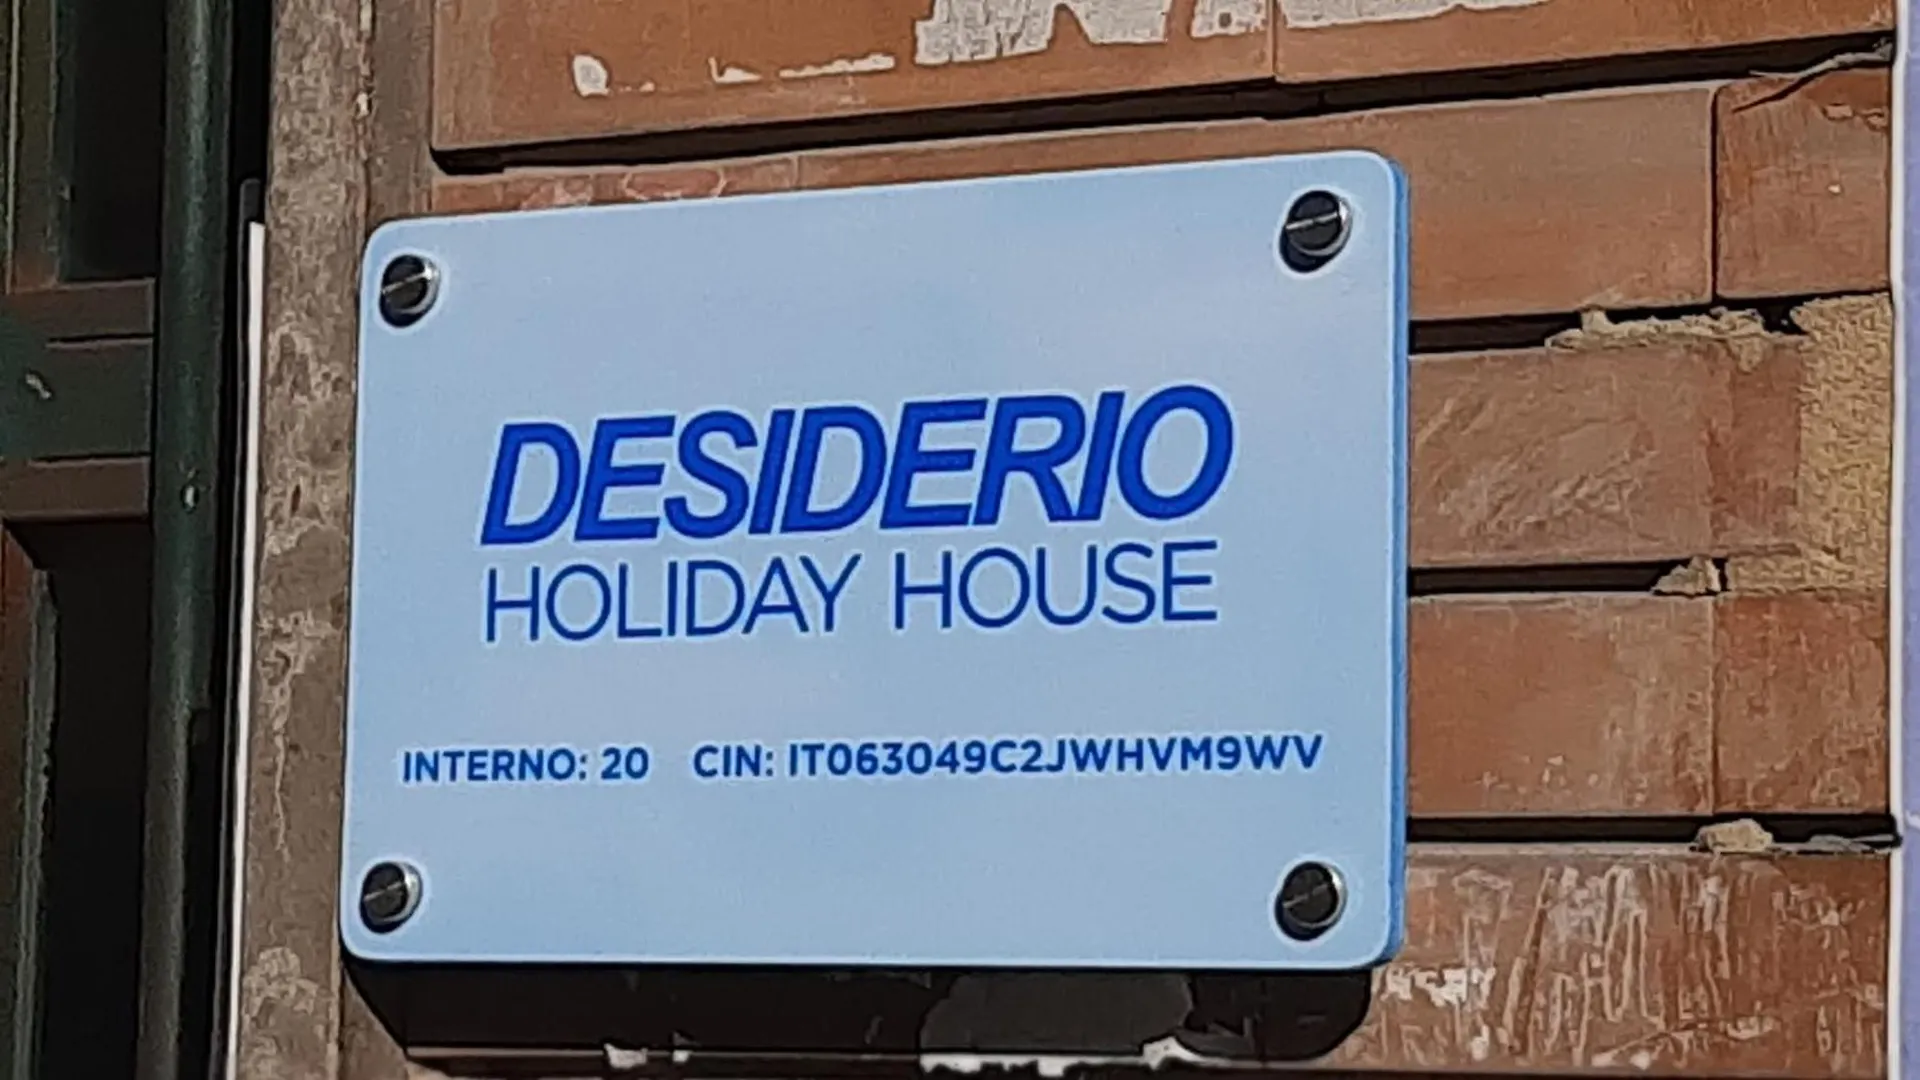 DESIDERIO
HOLIDAY HOUSE
INTERNO: 20 CIN: IT063049C2JWHVM9WV